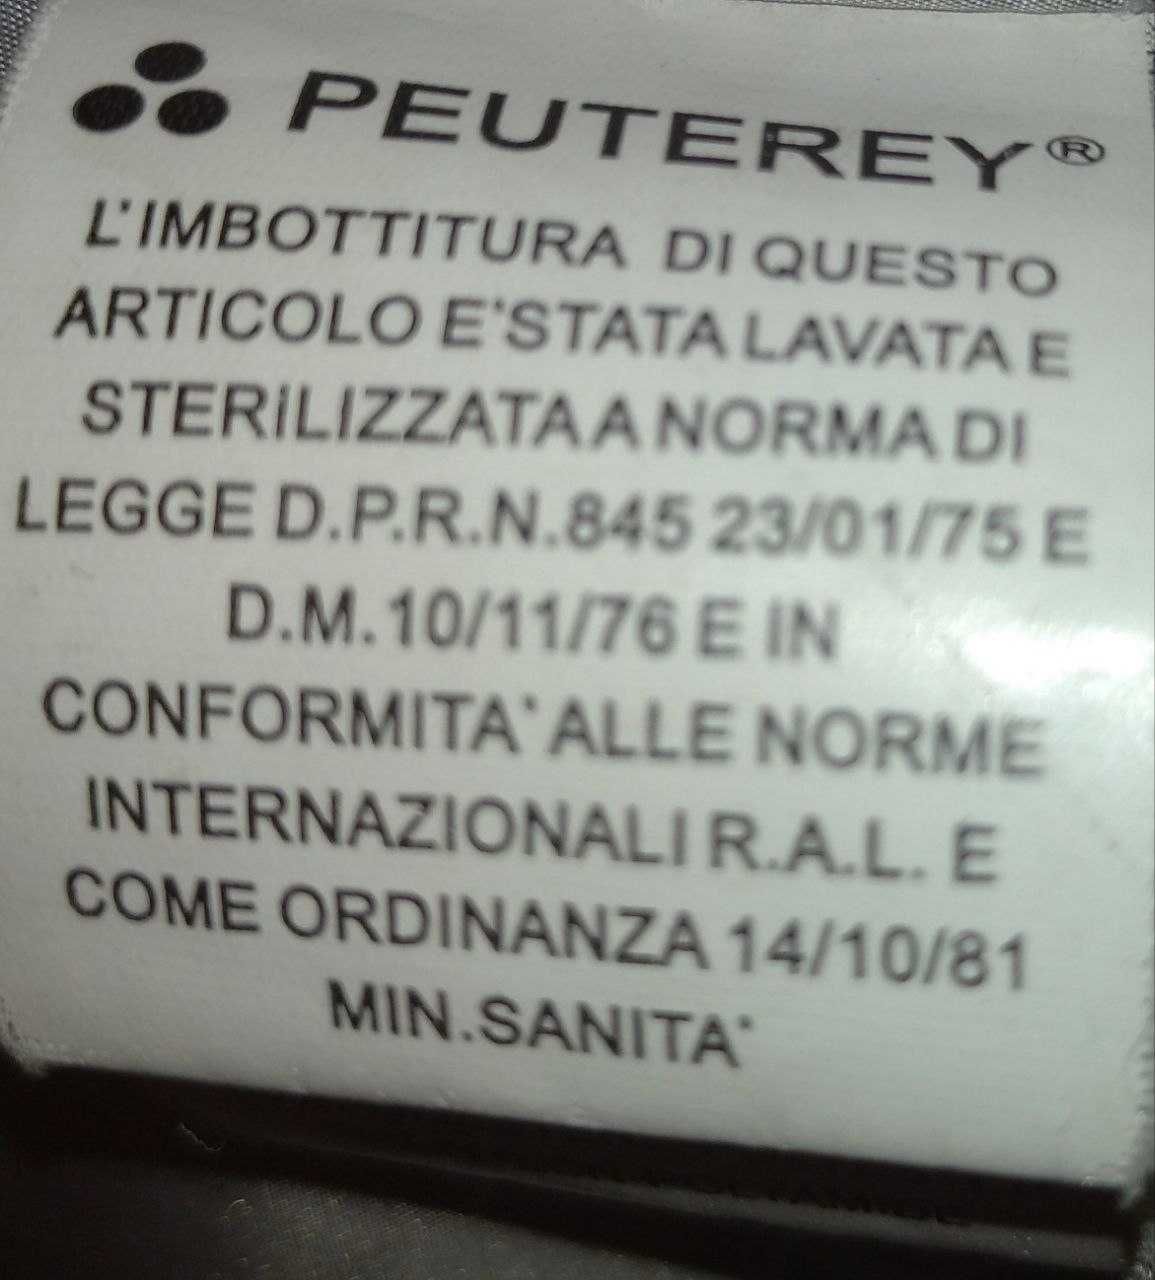 PEUTEREY®
L'IMBOTTITURA DI QUESTO
ARTICOLO E'STATA LAVATA E
STERILIZZATA A NORMA DI
LEGGE D.P.R.N.845 23/01/75 E
D.M.10/11/76 E IN
CONFORMITA' ALLE NORME
INTERNAZIONALI R.A.L. E
COME ORDINANZA 14/10/81
MIN.SANITA'